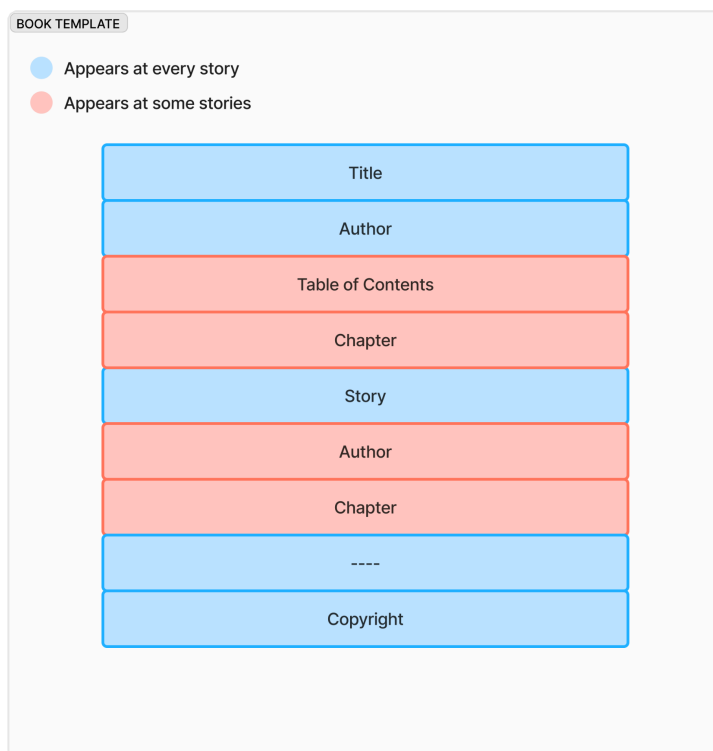 BOOK TEMPLATE
Appears at every story
Appears at some stories
Title
Author
Table of Contents
Chapter
Story
Author
Chapter
----
Copyright